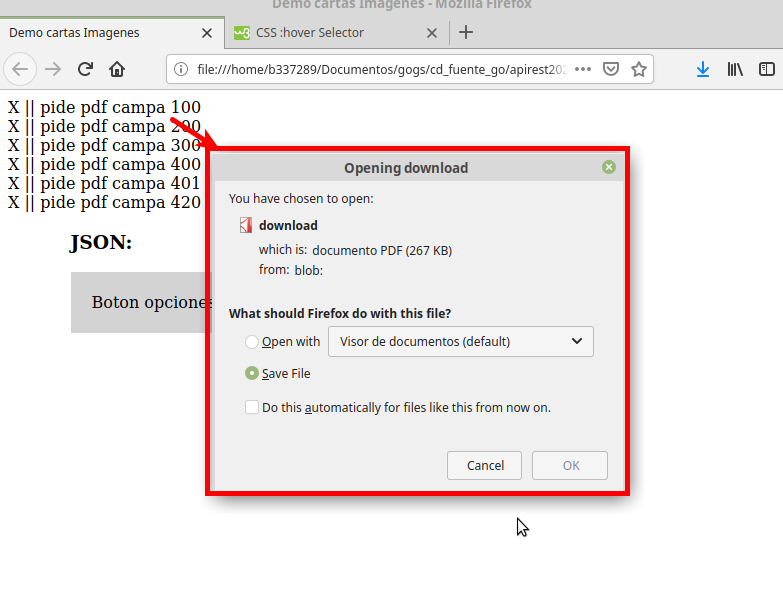 Demo cartas Imagenes - Mozilla Firefox
Demo cartas Imagenes
CSS :hover Selector
file:///home/b337289/Documentos/gogs/cd_fuente_go/apirest202
X || pide pdf campa 100
X || pide pdf campa 200
X || pide pdf campa 300
X || pide pdf campa 400
X || pide pdf campa 401
X || pide pdf campa 420
JSON:
Boton opciones
Opening download
You have chosen to open:
download
which is: documento PDF (267 KB)
from: blob:
What should Firefox do with this file?
Open with Visor de documentos (default)
Save File
Do this automatically for files like this from now on.
Cancel OK